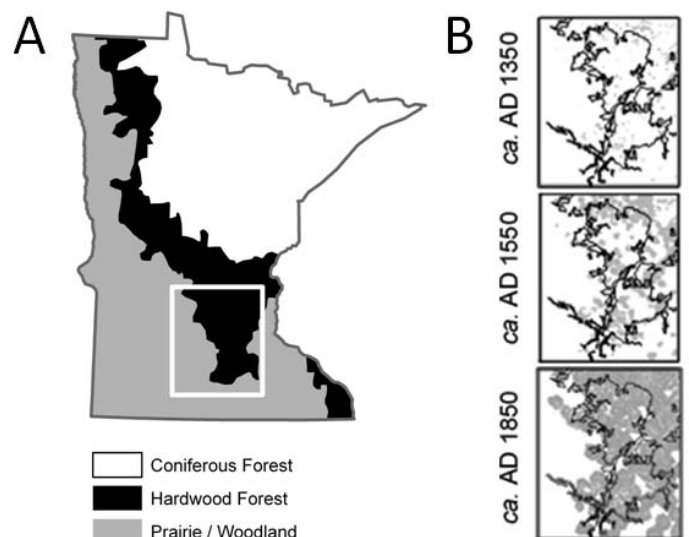 A
B
ca. AD 1350
ca. AD 1550
ca. AD 1850
Coniferous Forest
Hardwood Forest
Prairie / Woodland